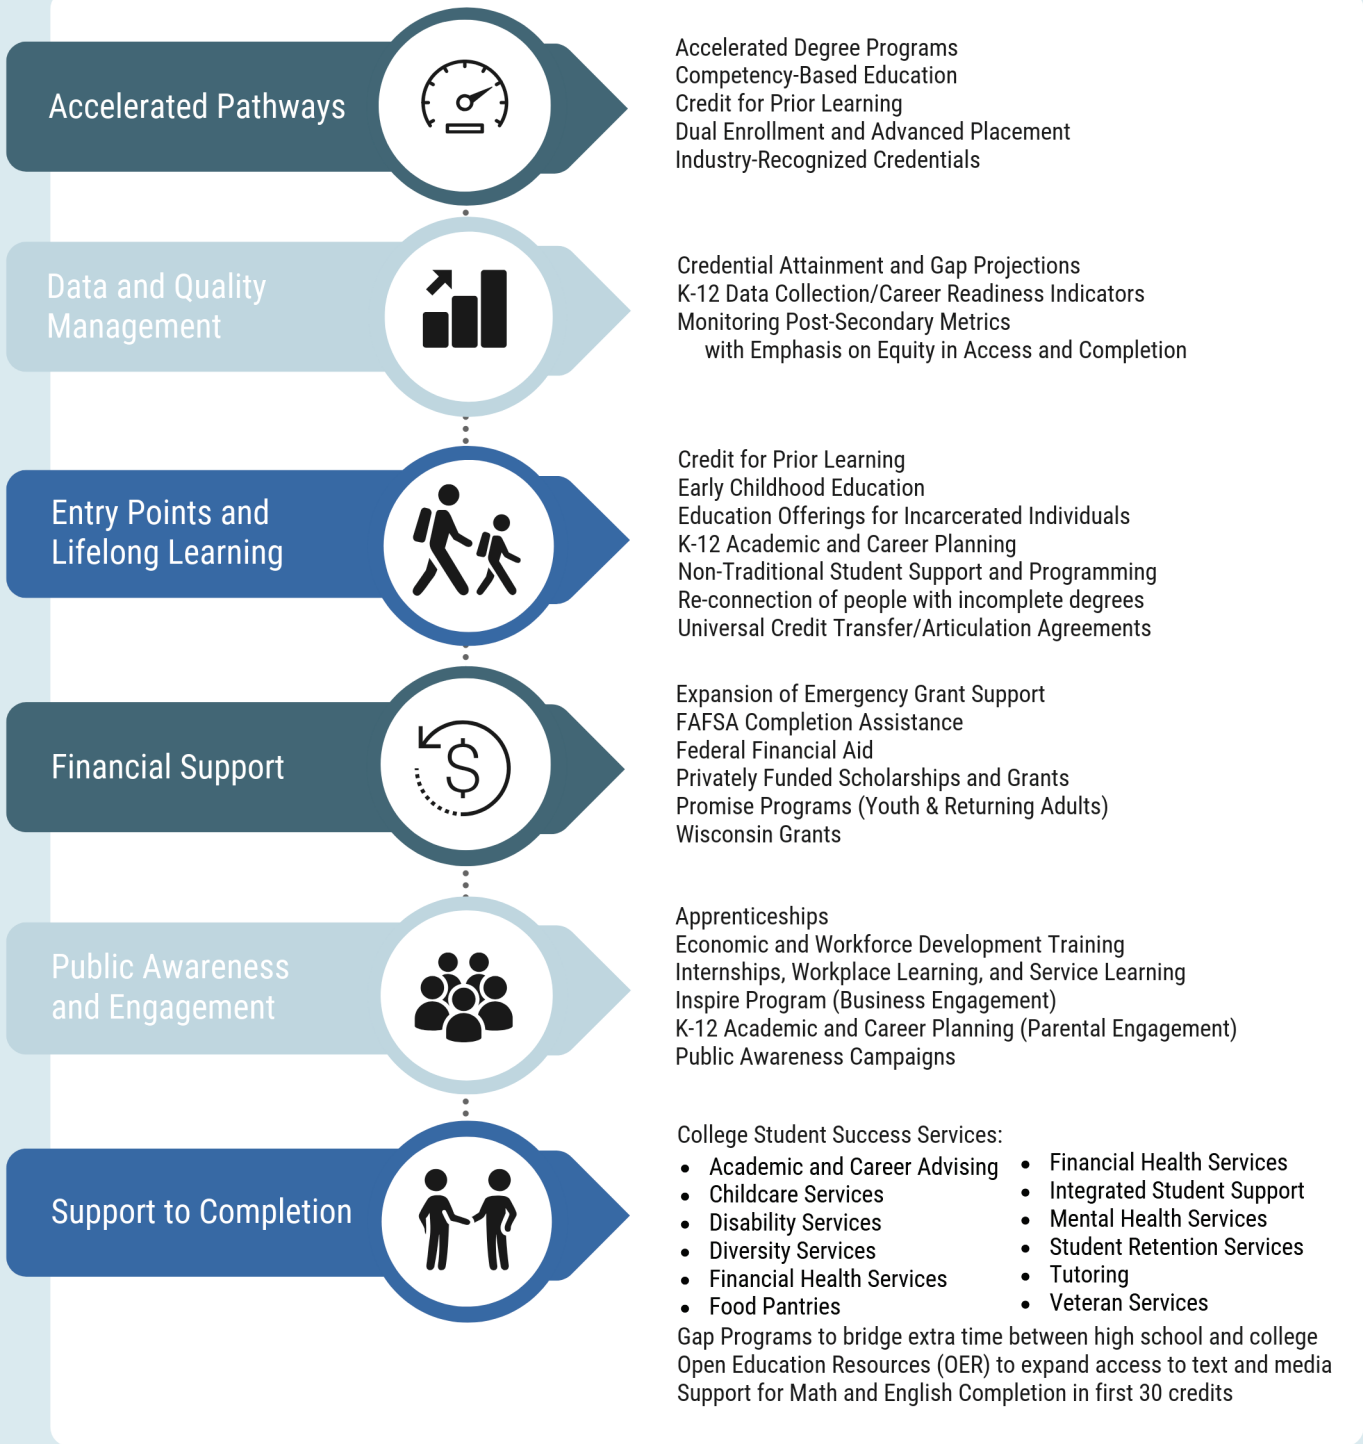 Accelerated Pathways
Accelerated Degree Programs
Competency-Based Education
Credit for Prior Learning
Dual Enrollment and Advanced Placement
Industry-Recognized Credentials
Data and Quality
Management
Credential Attainment and Gap Projections
K-12 Data Collection/Career Readiness Indicators
Monitoring Post-Secondary Metrics
with Emphasis on Equity in Access and Completion
Entry Points and
Lifelong Learning
Credit for Prior Learning
Early Childhood Education
Education Offerings for Incarcerated Individuals
K-12 Academic and Career Planning
Non-Traditional Student Support and Programming
Re-connection of people with incomplete degrees
Universal Credit Transfer/Articulation Agreements
Financial Support
$
Expansion of Emergency Grant Support
FAFSA Completion Assistance
Federal Financial Aid
Privately Funded Scholarships and Grants
Promise Programs (Youth & Returning Adults)
Wisconsin Grants
Public Awareness
and Engagement
Apprenticeships
Economic and Workforce Development Training
Internships, Workplace Learning, and Service Learning
Inspire Program (Business Engagement)
K-12 Academic and Career Planning (Parental Engagement)
Public Awareness Campaigns
Support to Completion
College Student Success Services:
• Academic and Career Advising
• Childcare Services
• Disability Services
• Diversity Services
• Financial Health Services
• Food Pantries
• Financial Health Services
• Integrated Student Support
• Mental Health Services
• Student Retention Services
• Tutoring
• Veteran Services
Gap Programs to bridge extra time between high school and college
Open Education Resources (OER) to expand access to text and media
Support for Math and English Completion in first 30 credits